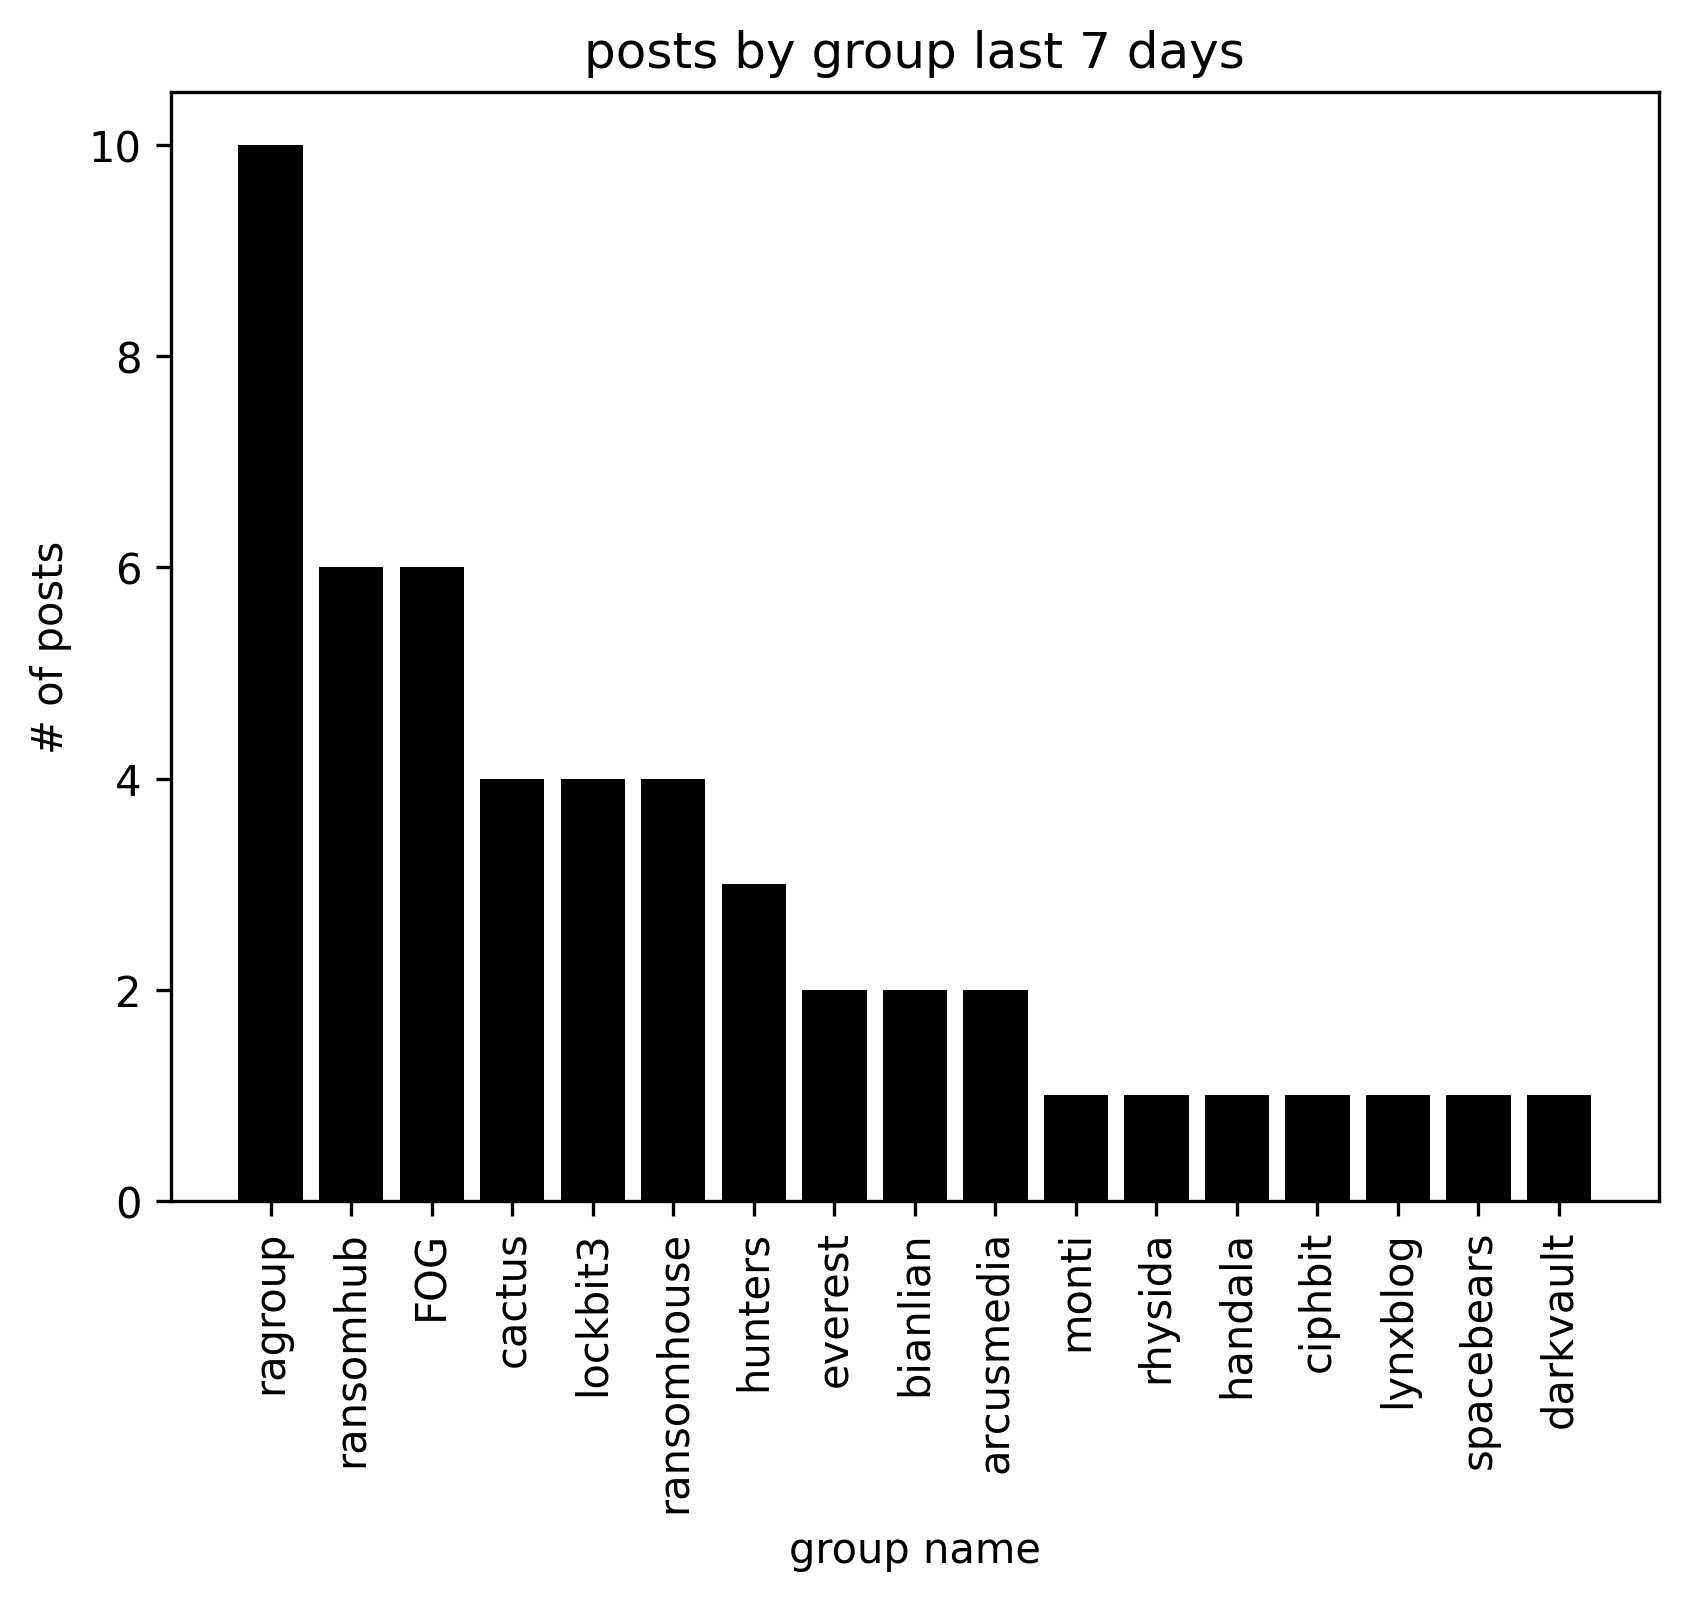 posts by group last 7 days
# of posts
10
8
6
4
2
0
ragroup
ransomhub
FOG
cactus
lockbit3
ransomhouse
hunters
everest
bianlian
arcusmedia
monti
rhysida
handala
ciphbit
lynxblog
spacebears
darkvault
group name